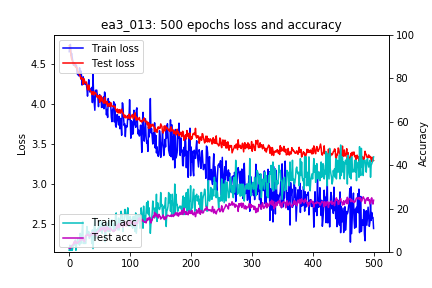 ea3_013: 500 epochs loss and accuracy
Train loss
Test loss
Train acc
Test acc
Loss
4.5
4.0
3.5
3.0
2.5
Accuracy
100
80
60
40
20
0
0
100
200
300
400
500